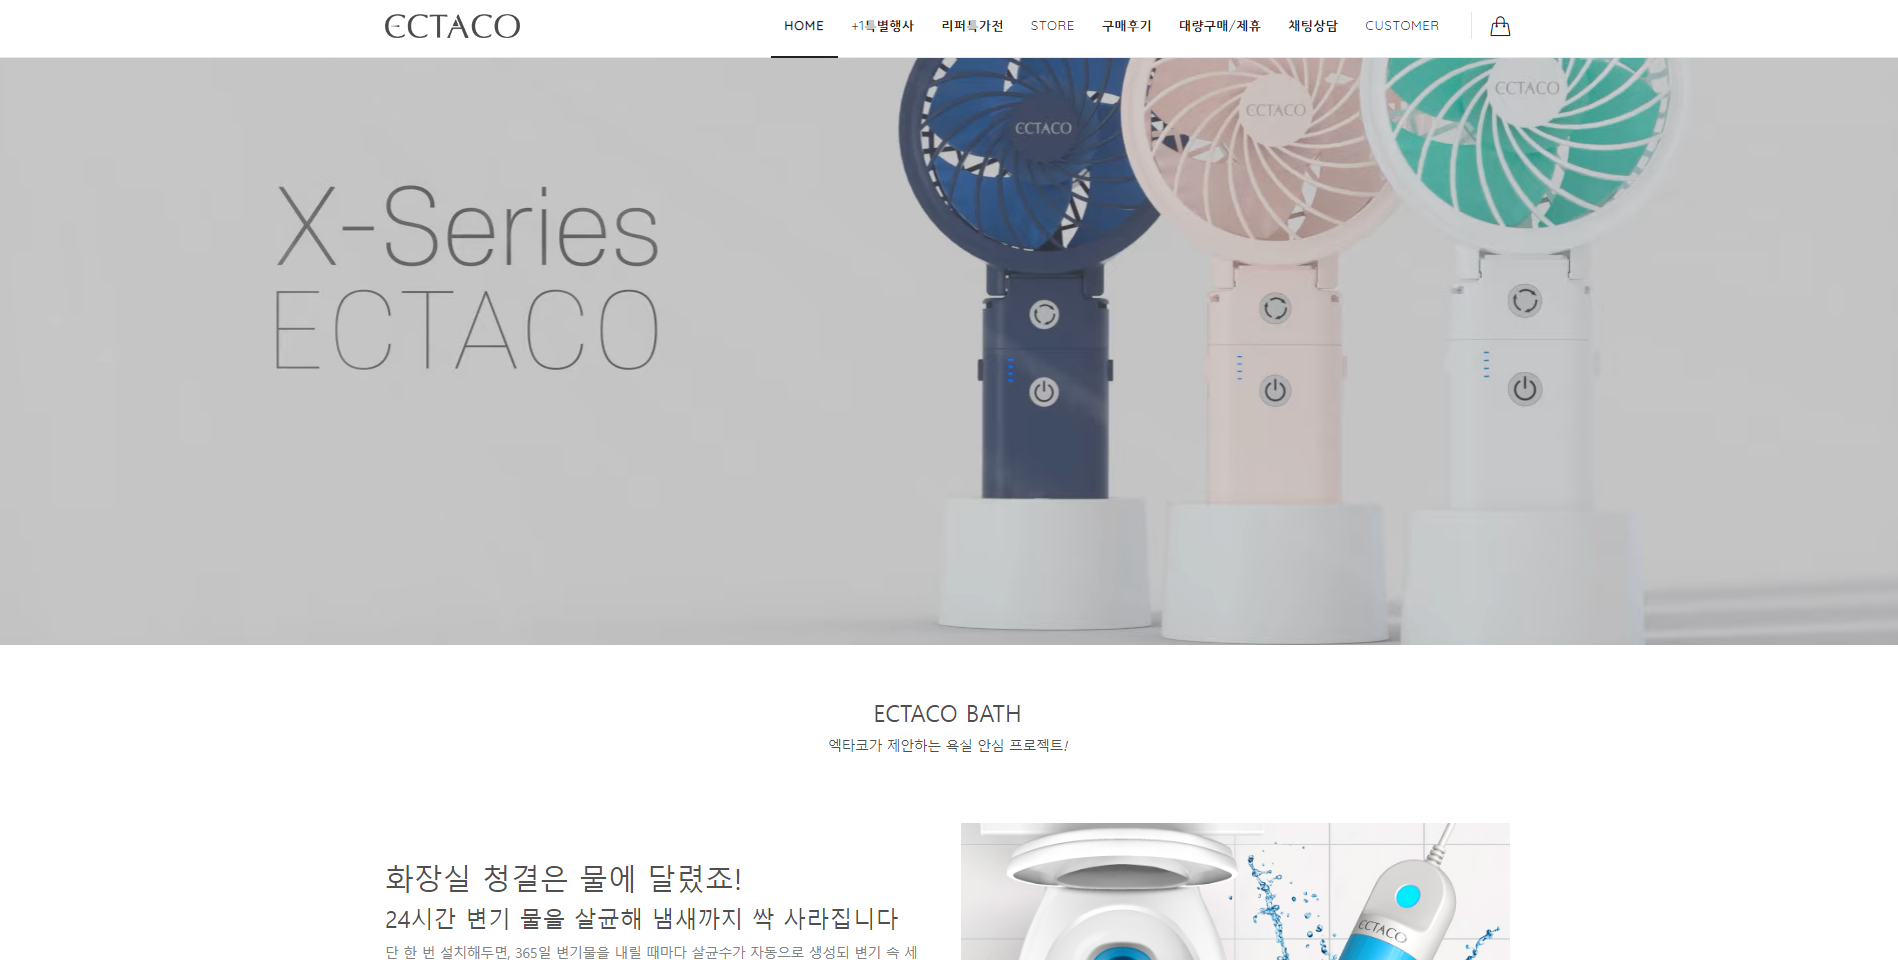 ECTACO
HOME +1특별행사 리퍼특가전 STORE 구매후기 대량구매/제휴 채팅상담 CUSTOMER
ECTACO
ECTACO
ECTACO
X-Series
ECTACO
ECTACO BATH
엑타코가 제안하는 욕실 안심 프로젝트!
화장실 청결은 물에 달렸죠!
24시간 변기 물을 살균해 냄새까지 싹 사라집니다
단 한 번 설치해두면, 365일 변기물을 내릴 때마다 살균수가 자동으로 생성되 변기 속 세
ECTACO